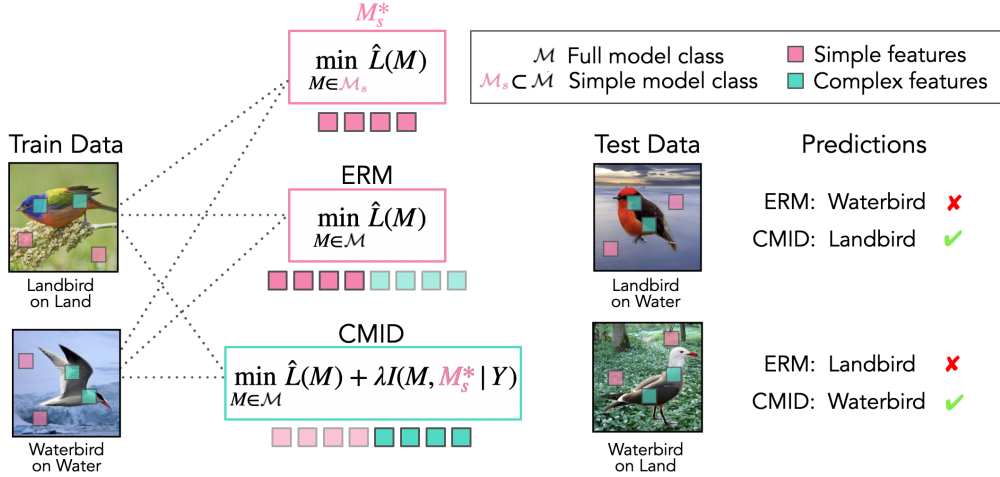 M*ₛ
min L̂(M)
M∈ℳₛ
ℳ Full model class
ℳₛ⊂ℳ Simple model class
Simple features
Complex features
Train Data
Landbird
on Land
Waterbird
on Water
ERM
min L̂(M)
M∈ℳ
CMID
min L̂(M) + λI(M, M*ₛ | Y)
M∈ℳ
Test Data
Landbird
on Water
Waterbird
on Land
Predictions
ERM: Waterbird ✘
CMID: Landbird ✔
ERM: Landbird ✘
CMID: Waterbird ✔